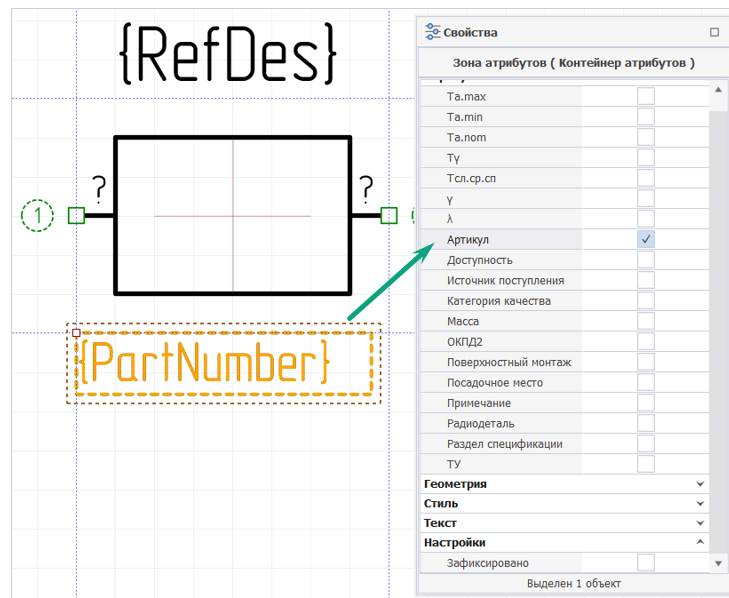 {RefDes}
?
?
1
{PartNumber}
Свойства
Зона атрибутов ( Контейнер атрибутов )
Ta.max
Ta.min
Ta.nom
Tγ
Tсл.ср.сп
γ
λ
Артикул
Доступность
Источник поступления
Категория качества
Масса
ОКПД2
Поверхностный монтаж
Посадочное место
Примечание
Радиодеталь
Раздел спецификации
ТУ
Геометрия
Стиль
Текст
Настройки
Зафиксировано
Выделен 1 объект